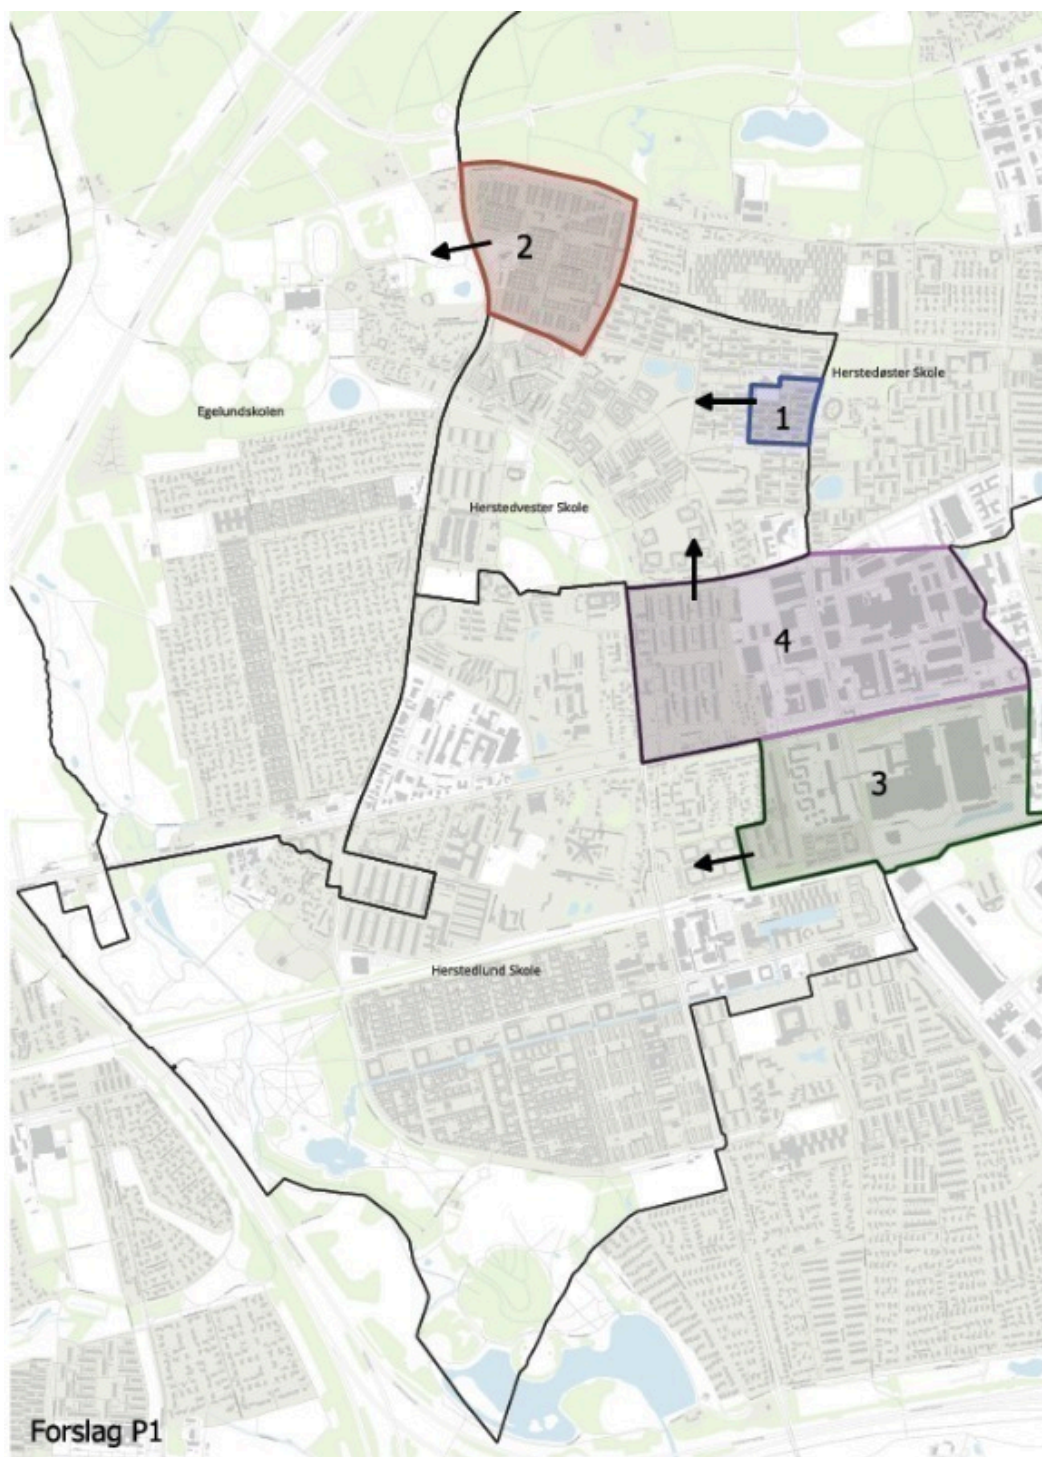 2
Herstedøster Skole
1
Egelundskolen
Herstedvester Skole
4
3
Herstedlund Skole
Forslag P1